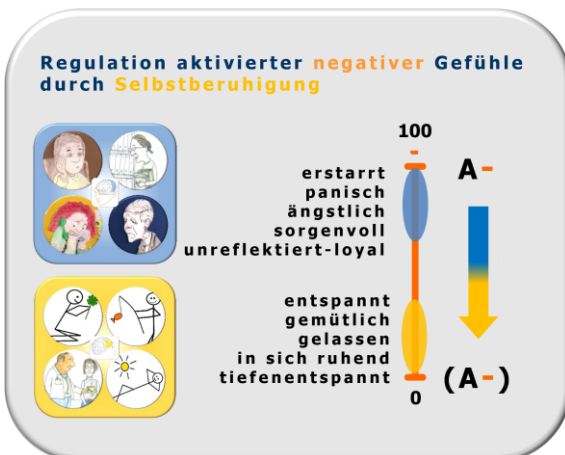 Regulation aktivierter negativer Gefühle
durch Selbstberuhigung
100
-
A-
erstarrt
panisch
ängstlich
sorgenvoll
unreflektiert-loyal
entspannt
gemütlich
gelassen
in sich ruhend
tiefenentspannt
0
(A-)